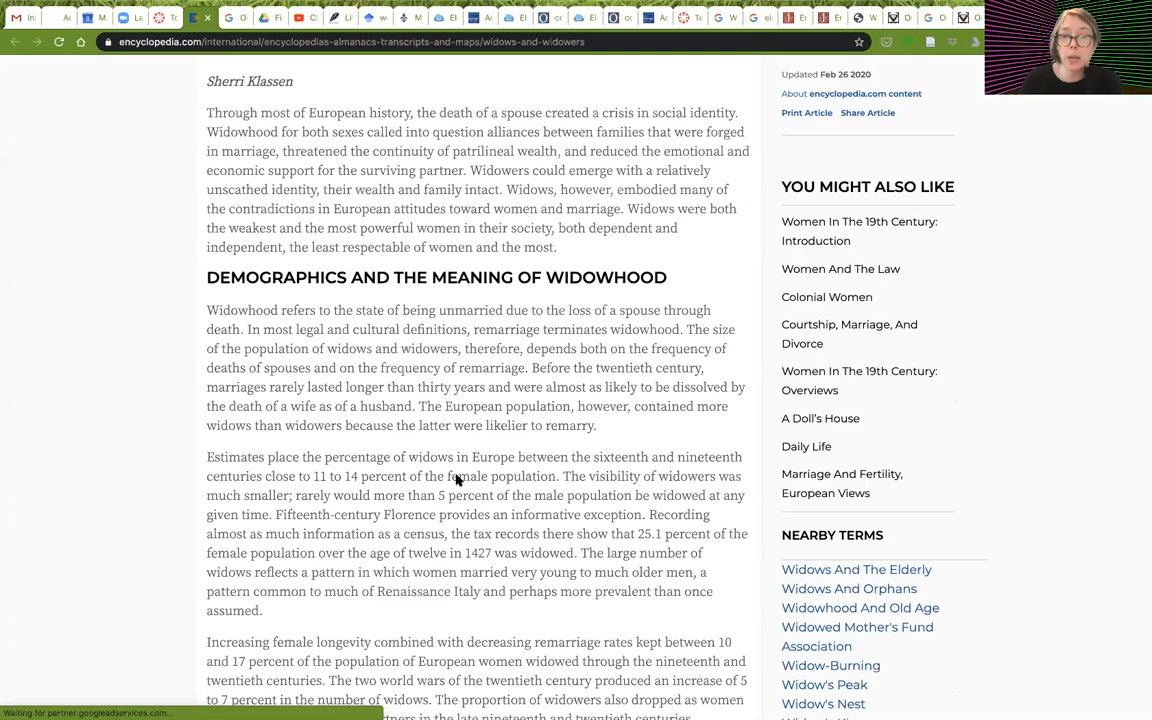 encyclopedia.com/international/encyclopedias-almanacs-transcripts-and-maps/widows-and-widowers
Sherri Klassen
Through most of European history, the death of a spouse created a crisis in social identity.
Widowhood for both sexes called into question alliances between families that were forged
in marriage, threatened the continuity of patrilineal wealth, and reduced the emotional and
economic support for the surviving partner. Widowers could emerge with a relatively
unscathed identity, their wealth and family intact. Widows, however, embodied many of
the contradictions in European attitudes toward women and marriage. Widows were both
the weakest and the most powerful women in their society, both dependent and
independent, the least respectable of women and the most.
DEMOGRAPHICS AND THE MEANING OF WIDOWHOOD
Widowhood refers to the state of being unmarried due to the loss of a spouse through
death. In most legal and cultural definitions, remarriage terminates widowhood. The size
of the population of widows and widowers, therefore, depends both on the frequency of
deaths of spouses and on the frequency of remarriage. Before the twentieth century,
marriages rarely lasted longer than thirty years and were almost as likely to be dissolved by
the death of a wife as of a husband. The European population, however, contained more
widows than widowers because the latter were likelier to remarry.
Estimates place the percentage of widows in Europe between the sixteenth and nineteenth
centuries close to 11 to 14 percent of the female population. The visibility of widowers was
much smaller; rarely would more than 5 percent of the male population be widowed at any
given time. Fifteenth-century Florence provides an informative exception. Recording
almost as much information as a census, the tax records there show that 25.1 percent of the
female population over the age of twelve in 1427 was widowed. The large number of
widows reflects a pattern in which women married very young to much older men, a
pattern common to much of Renaissance Italy and perhaps more prevalent than once
assumed.
Increasing female longevity combined with decreasing remarriage rates kept between 10
and 17 percent of the population of European women widowed through the nineteenth and
twentieth centuries. The two world wars of the twentieth century produced an increase of 5
to 7 percent in the number of widows. The proportion of widowers also dropped as women
in the late nineteenth and twentieth centuries.
Updated Feb 26 2020
About encyclopedia.com content
Print Article Share Article
YOU MIGHT ALSO LIKE
Women In The 19th Century:
Introduction
Women And The Law
Colonial Women
Courtship, Marriage, And
Divorce
Women In The 19th Century:
Overviews
A Doll's House
Daily Life
Marriage And Fertility,
European Views
NEARBY TERMS
Widows And The Elderly
Widows And Orphans
Widowhood And Old Age
Widowed Mother's Fund
Association
Widow-Burning
Widow's Peak
Widow's Nest
Waiting for partner.googleadservices.com...